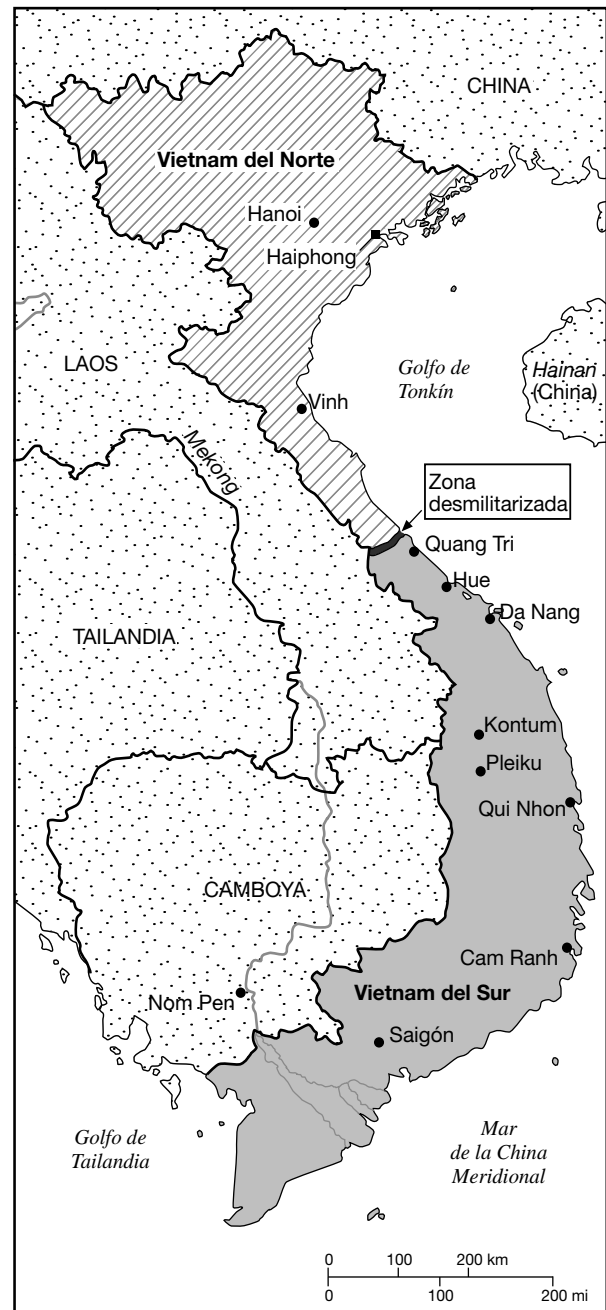 CHINA
Vietnam del Norte
Hanoi
Haiphong
LAOS
Golfo de
Tonkín
Hainan
(China)
Vinh
Mekong
Zona
desmilitarizada
Quang Tri
Hue
Da Nang
TAILANDIA
Kontum
Pleiku
Qui Nhon
CAMBOYA
Cam Ranh
Nom Pen
Vietnam del Sur
Saigón
Golfo de
Tailandia
Mar
de la China
Meridional
0 100 200 km
0 100 200 mi